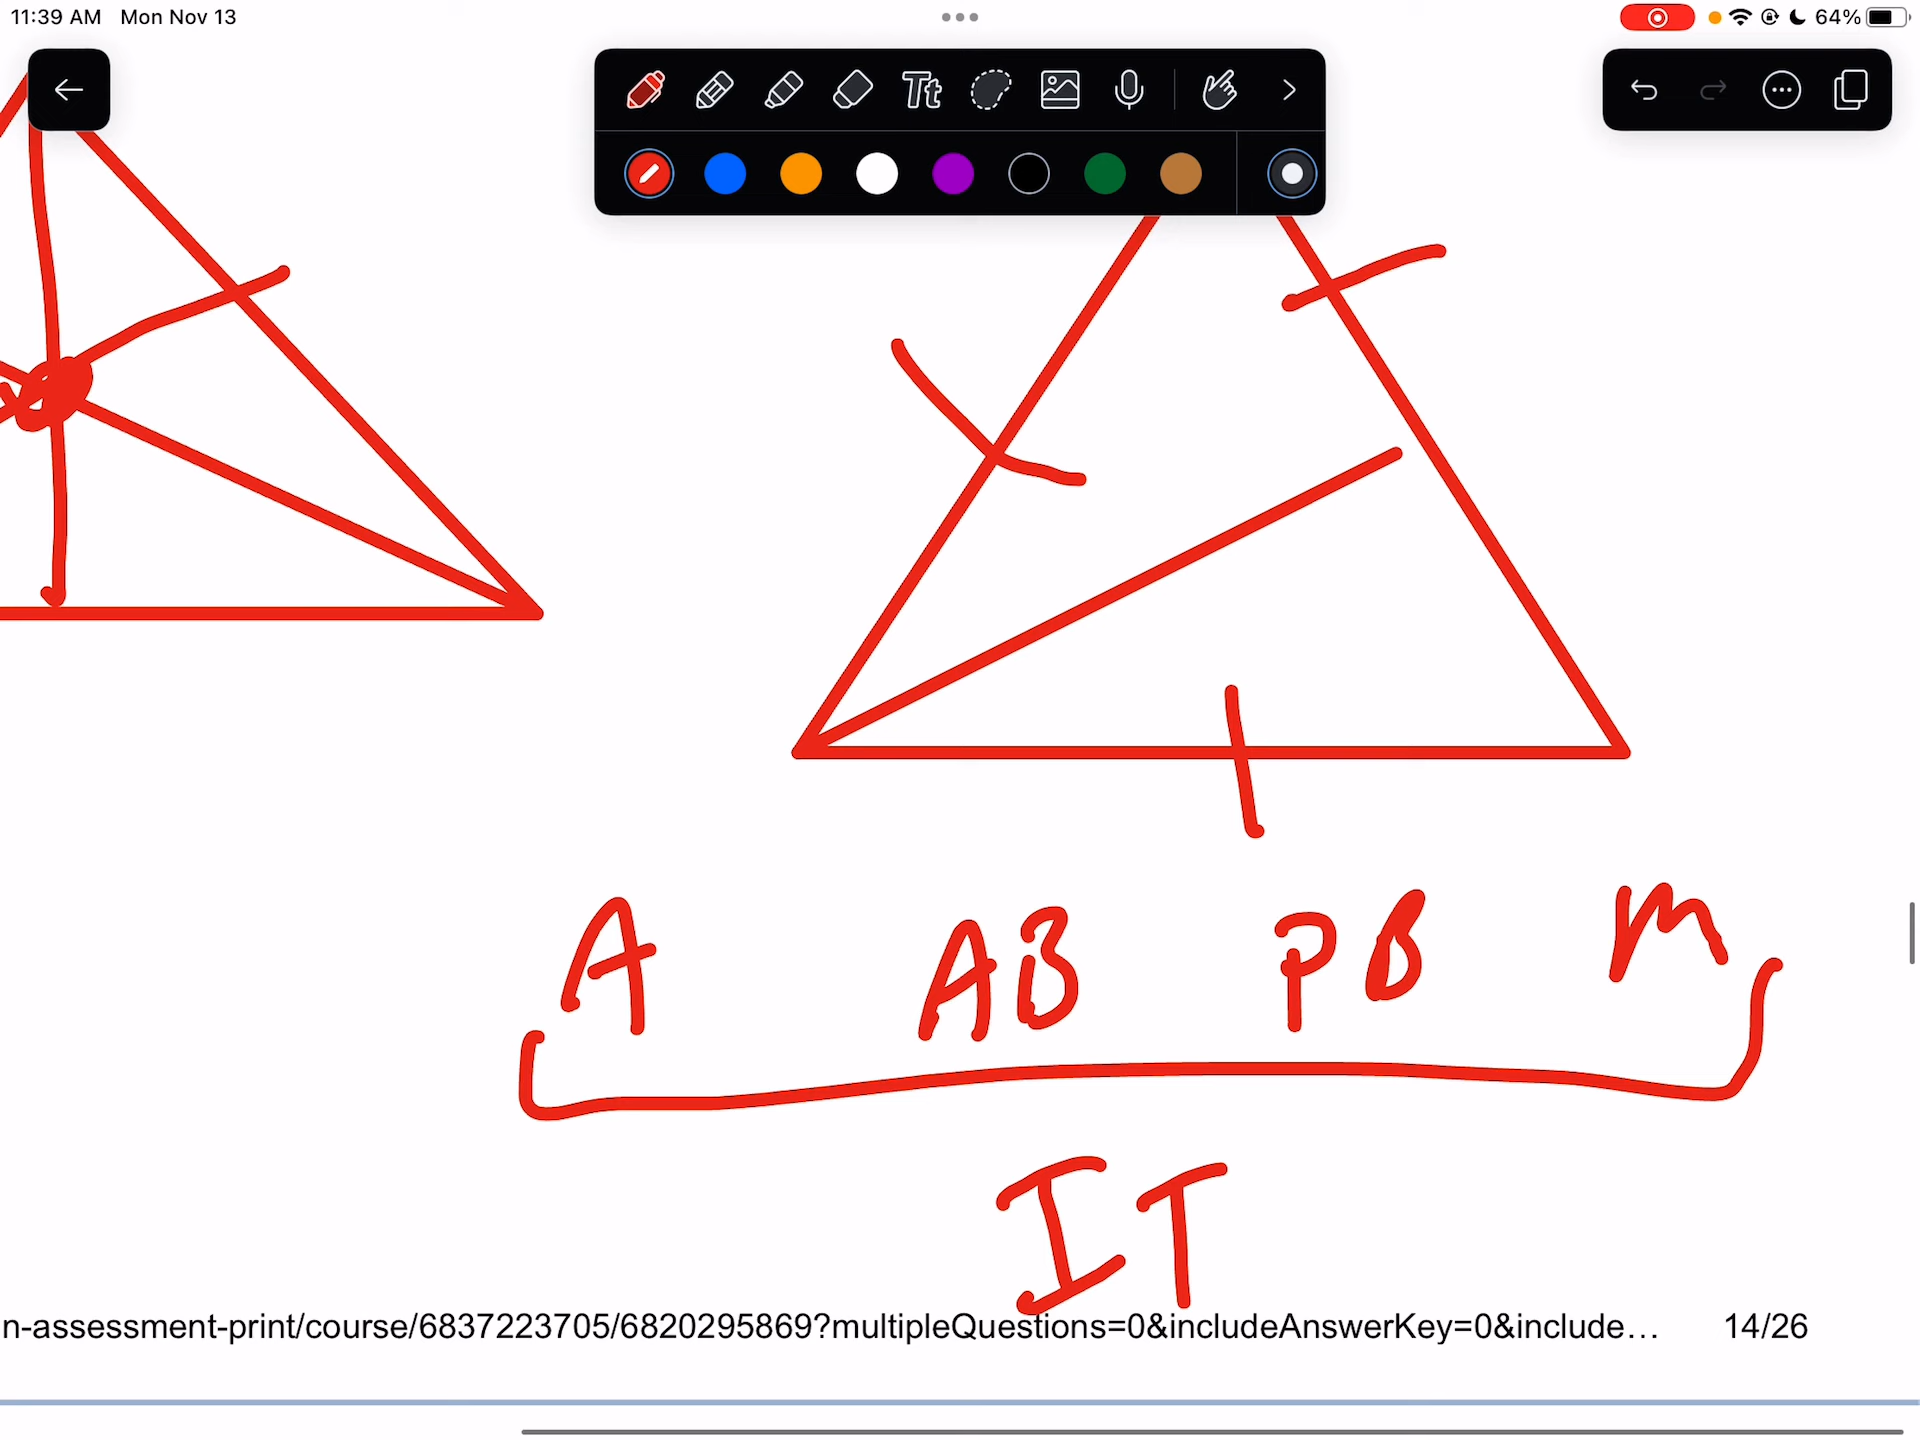 11:39 AM Mon Nov 13
64%
Tt
A AB PB M
IT
n-assessment-print/course/6837223705/6820295869?multipleQuestions=0&includeAnswerKey=0&include… 14/26